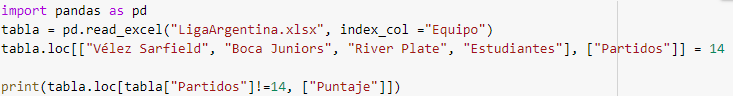 import pandas as pd
tabla = pd.read_excel("LigaArgentina.xlsx", index_col ="Equipo")
tabla.loc[["Vélez Sarfield", "Boca Juniors", "River Plate", "Estudiantes"], ["Partidos"]] = 14
print(tabla.loc[tabla["Partidos"]!=14, ["Puntaje"]])